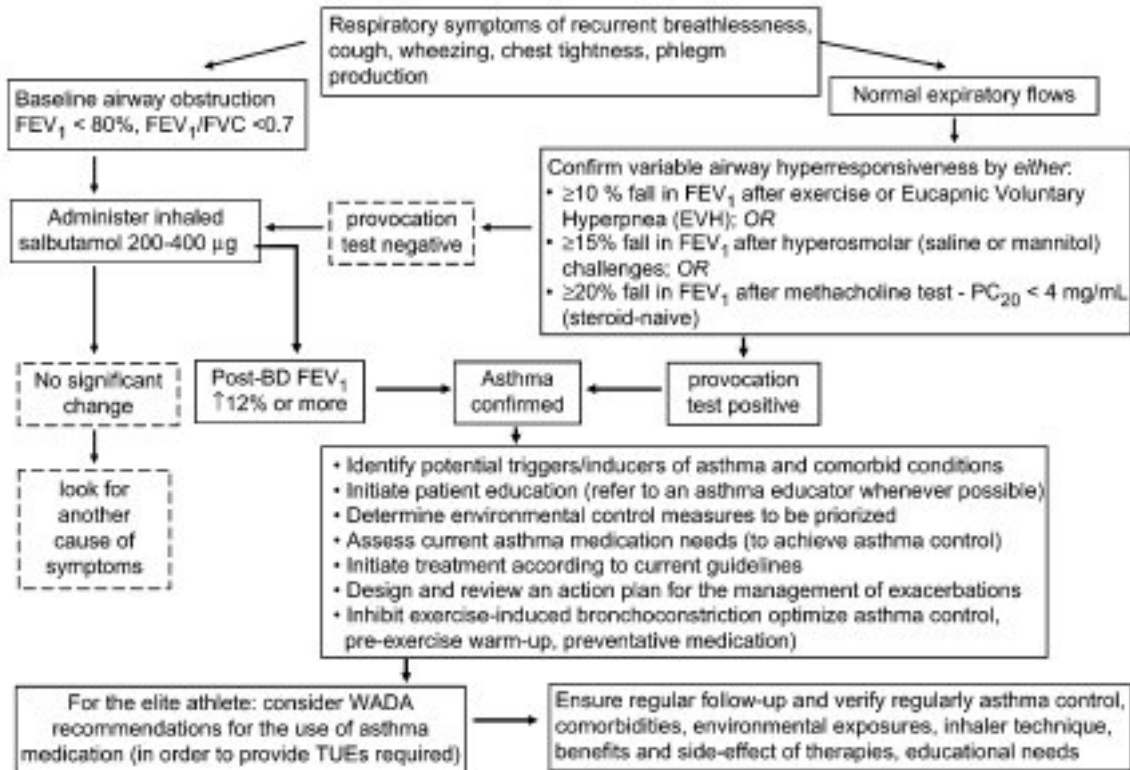 Respiratory symptoms of recurrent breathlessness,
cough, wheezing, chest tightness, phlegm
production
Baseline airway obstruction
FEV₁ < 80%, FEV₁/FVC <0.7
Normal expiratory flows
Confirm variable airway hyperresponsiveness by either:
• ≥10 % fall in FEV₁ after exercise or Eucapnic Voluntary
Hyperpnea (EVH); OR
• ≥15% fall in FEV₁ after hyperosmolar (saline or mannitol)
challenges; OR
• ≥20% fall in FEV₁ after methacholine test - PC₂₀ < 4 mg/mL
(steroid-naive)
Administer inhaled
salbutamol 200-400 µg
provocation
test negative
No significant
change
Post-BD FEV₁
↑12% or more
Asthma
confirmed
provocation
test positive
look for
another
cause of
symptoms
• Identify potential triggers/inducers of asthma and comorbid conditions
• Initiate patient education (refer to an asthma educator whenever possible)
• Determine environmental control measures to be priorized
• Assess current asthma medication needs (to achieve asthma control)
• Initiate treatment according to current guidelines
• Design and review an action plan for the management of exacerbations
• Inhibit exercise-induced bronchoconstriction optimize asthma control,
pre-exercise warm-up, preventative medication)
For the elite athlete: consider WADA
recommendations for the use of asthma
medication (in order to provide TUEs required)
Ensure regular follow-up and verify regularly asthma control,
comorbidities, environmental exposures, inhaler technique,
benefits and side-effect of therapies, educational needs